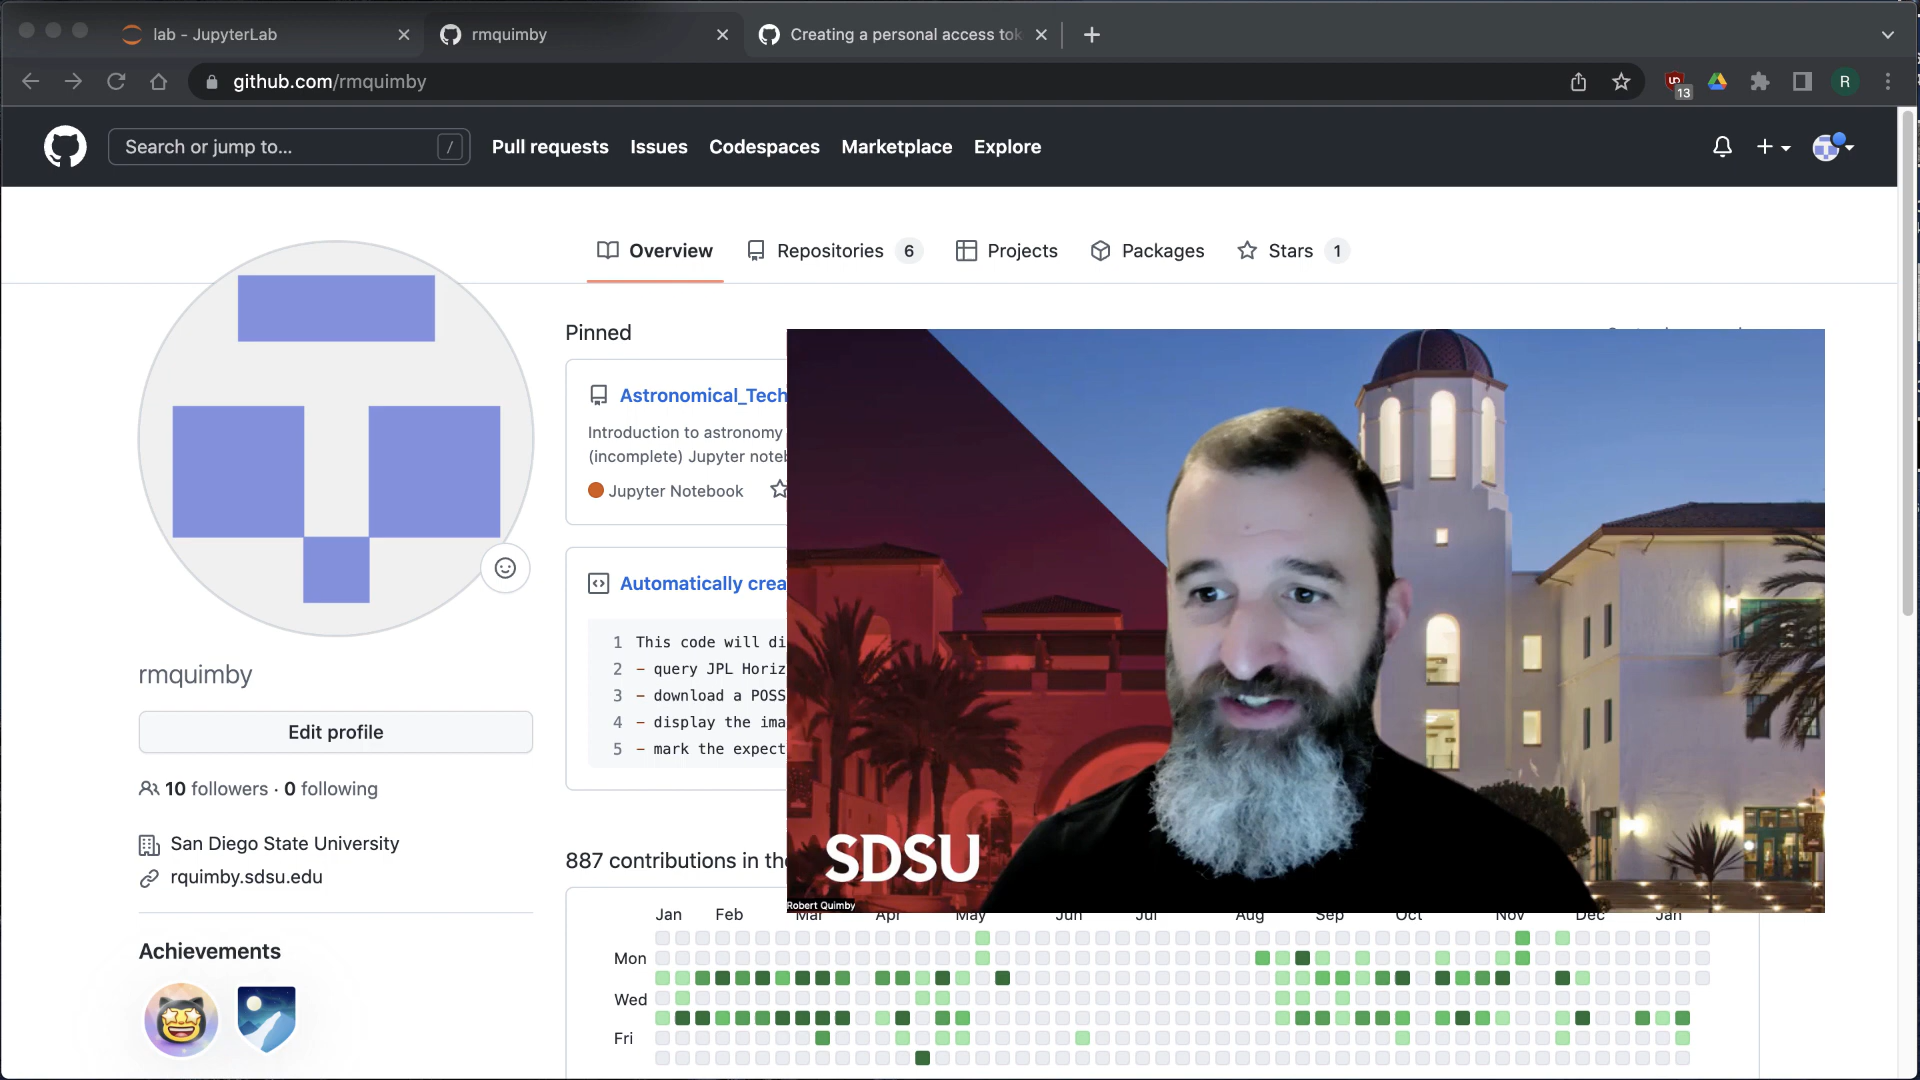 lab - JupyterLab
rmquimby
Creating a personal access tok
github.com/rmquimby
13
R
Search or jump to...
/
Pull requests
Issues
Codespaces
Marketplace
Explore
Overview
Repositories 6
Projects
Packages
Stars 1
Pinned
Astronomical_Tech
Introduction to astronomy
(incomplete) Jupyter noteb
Jupyter Notebook
Automatically crea
1 This code will di
2 - query JPL Horiz
3 - download a POSS
4 - display the ima
5 - mark the expect
rmquimby
Edit profile
10 followers · 0 following
San Diego State University
rquimby.sdsu.edu
Achievements
887 contributions in the
SDSU
Robert Quimby
Jan Feb Mar Apr May Jun Jul Aug Sep Oct Nov Dec Jan
Mon
Wed
Fri